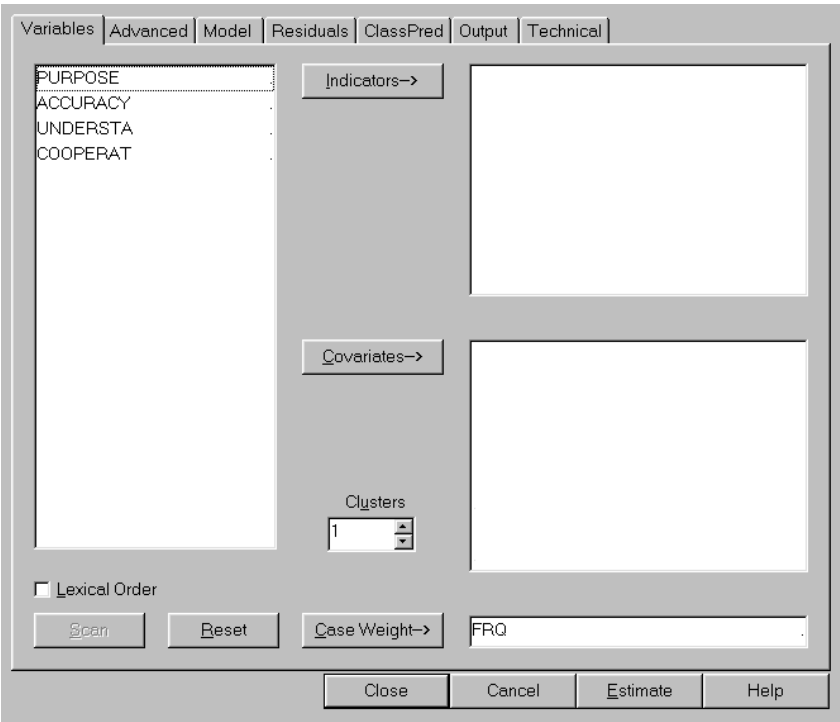 Variables Advanced Model Residuals ClassPred Output Technical
PURPOSE .
ACCURACY .
UNDERSTA .
COOPERAT .
Indicators-->
Covariates-->
Clusters
1
Lexical Order
Scan Reset Case Weight-> FRQ .
Close Cancel Estimate Help